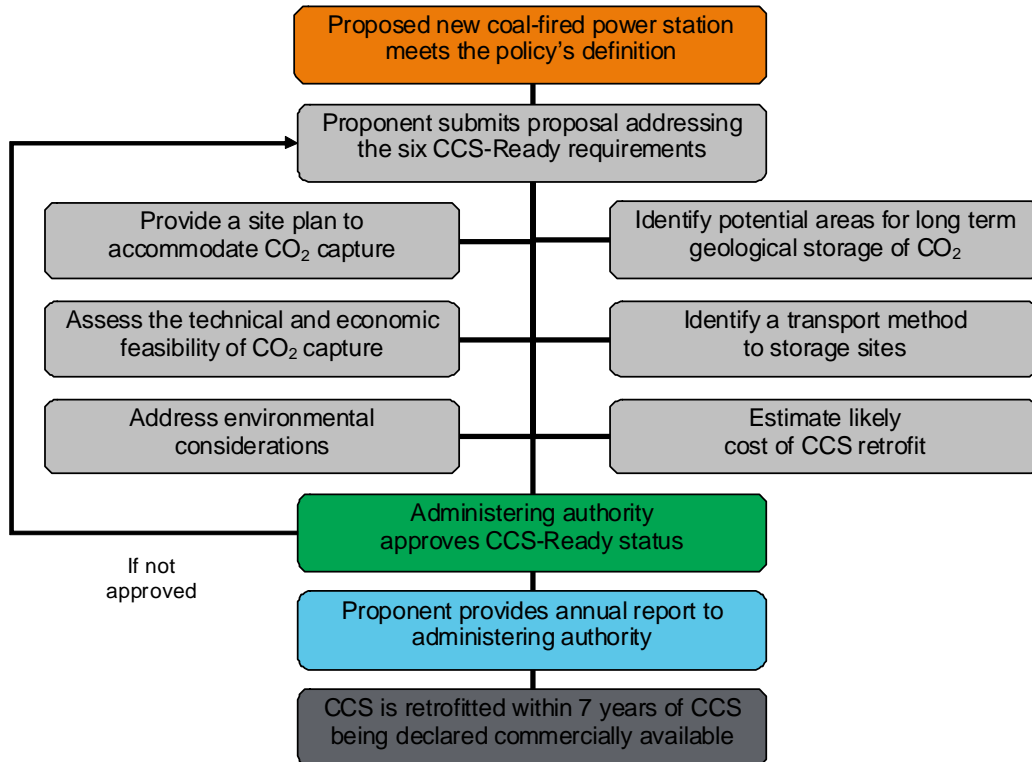 Proposed new coal-fired power station
meets the policy’s definition
Proponent submits proposal addressing
the six CCS-Ready requirements
Provide a site plan to
accommodate CO₂ capture
Identify potential areas for long term
geological storage of CO₂
Assess the technical and economic
feasibility of CO₂ capture
Identify a transport method
to storage sites
Address environmental
considerations
Estimate likely
cost of CCS retrofit
Administering authority
approves CCS-Ready status
If not
approved
Proponent provides annual report to
administering authority
CCS is retrofitted within 7 years of CCS
being declared commercially available